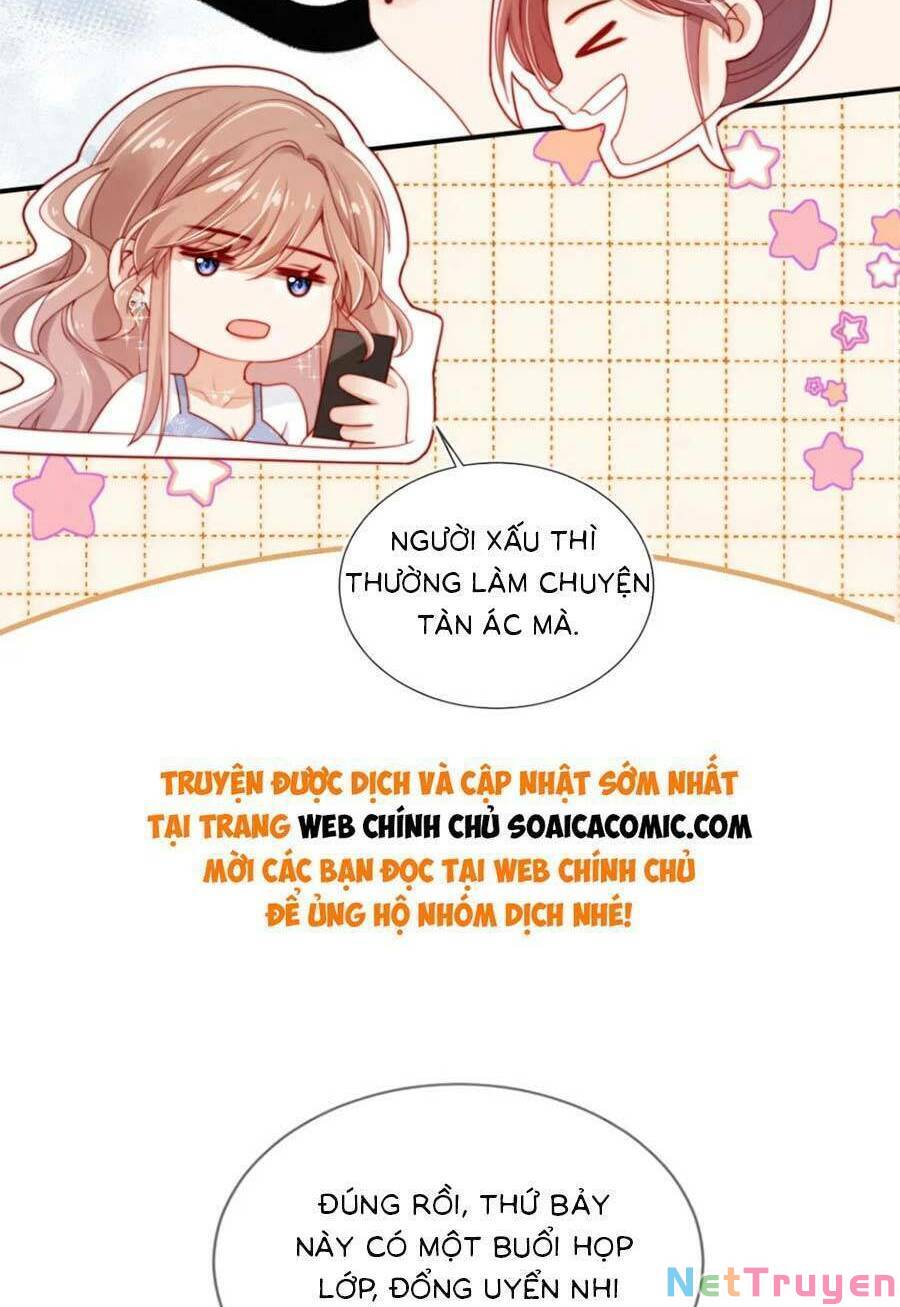 NGƯỜI XẤU THÌ
THƯỜNG LÀM CHUYỆN
TÀN ÁC MÀ.
TRUYỆN ĐƯỢC DỊCH VÀ CẬP NHẬT SỚM NHẤT
TẠI TRANG WEB CHÍNH CHỦ SOAICACOMIC.COM
MỜI CÁC BẠN ĐỌC TẠI WEB CHÍNH CHỦ
ĐỂ ỦNG HỘ NHÓM DỊCH NHÉ!
ĐÚNG RỒI, THỨ BẢY
NÀY CÓ MỘT BUỔI HỌP
LỚP, ĐỔNG UYỂN NHI
NetTruyen